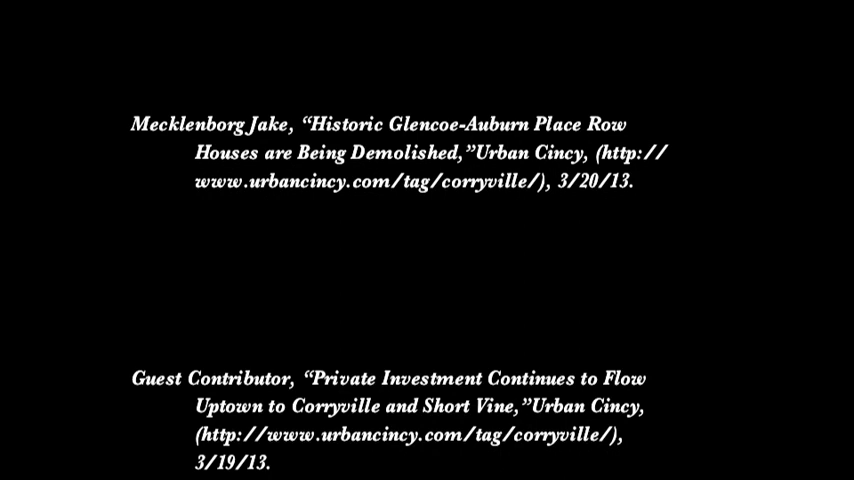 Mecklenborg Jake, “Historic Glencoe-Auburn Place Row
Houses are Being Demolished,”Urban Cincy, (http://
www.urbancincy.com/tag/corryville/), 3/20/13.
Guest Contributor, “Private Investment Continues to Flow
Uptown to Corryville and Short Vine,”Urban Cincy,
(http://www.urbancincy.com/tag/corryville/),
3/19/13.